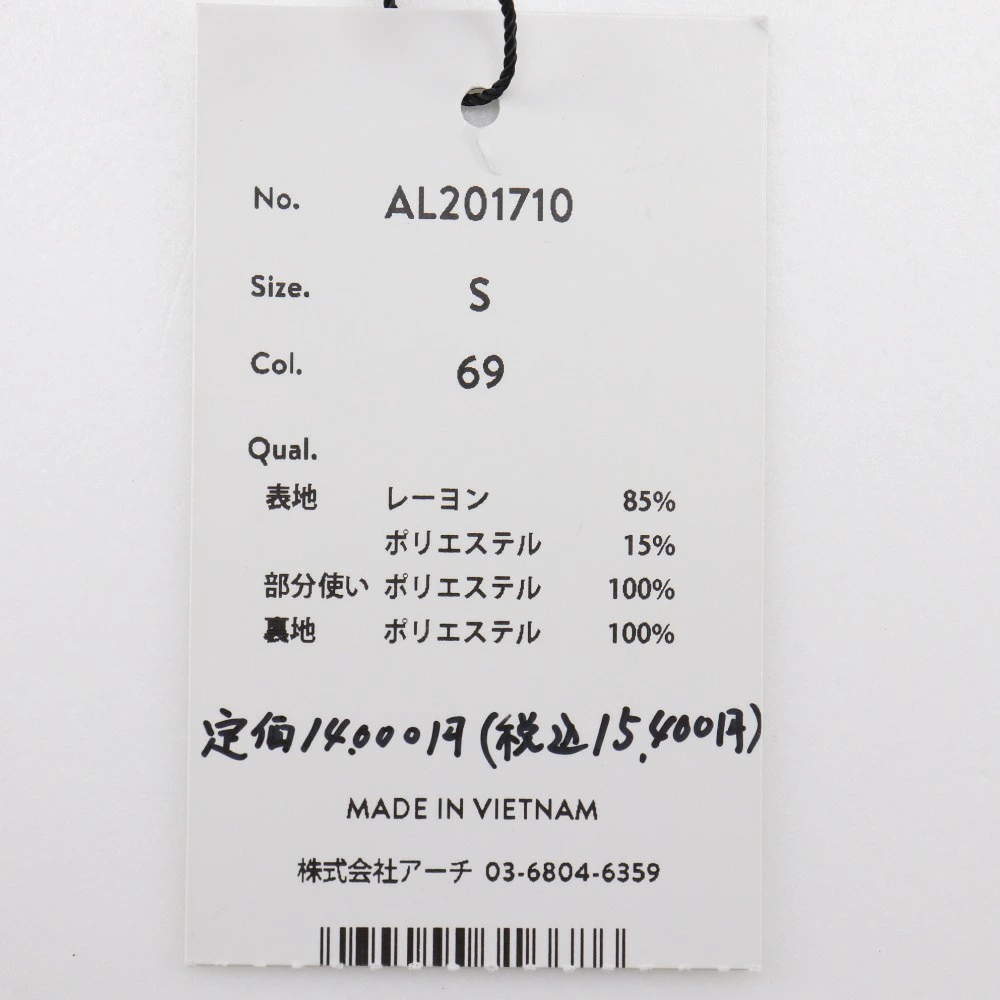 No. AL201710
Size. S
Col. 69
Qual.
表地 レーヨン 85%
ポリエステル 15%
部分使い ポリエステル 100%
裏地 ポリエステル 100%
定価14,000円(税込15,400円)
MADE IN VIETNAM
株式会社アーチ 03-6804-6359